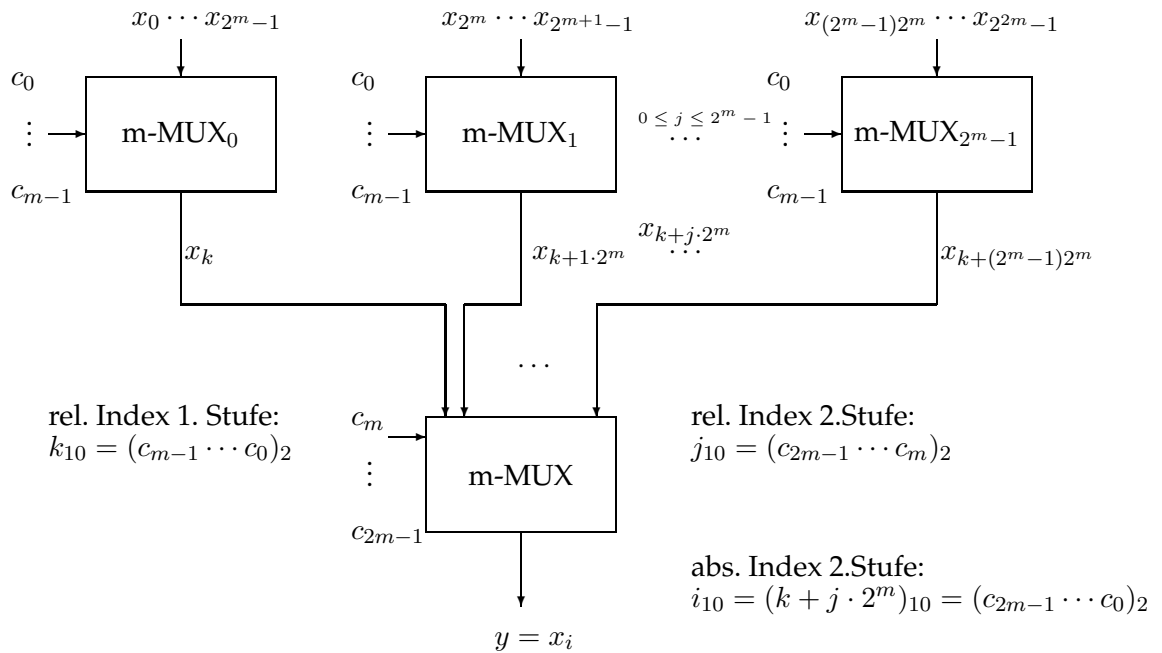 x_0 ⋯ x_{2^m−1} x_{2^m} ⋯ x_{2^{m+1}−1} x_{(2^m−1)2^m} ⋯ x_{2^{2m}−1}
c_0 c_0 c_0
⋮ m-MUX_0 ⋮ m-MUX_1 0 ≤ j ≤ 2^m − 1 ⋯ ⋮ m-MUX_{2^m−1}
c_{m−1} c_{m−1} c_{m−1}
x_k x_{k+1·2^m} x_{k+j·2^m} ⋯ x_{k+(2^m−1)2^m}
⋯
rel. Index 1. Stufe:
k_{10} = (c_{m−1} ⋯ c_0)_2
c_m
⋮ m-MUX
c_{2m−1}
rel. Index 2.Stufe:
j_{10} = (c_{2m−1} ⋯ c_m)_2
abs. Index 2.Stufe:
i_{10} = (k + j · 2^m)_{10} = (c_{2m−1} ⋯ c_0)_2
y = x_i